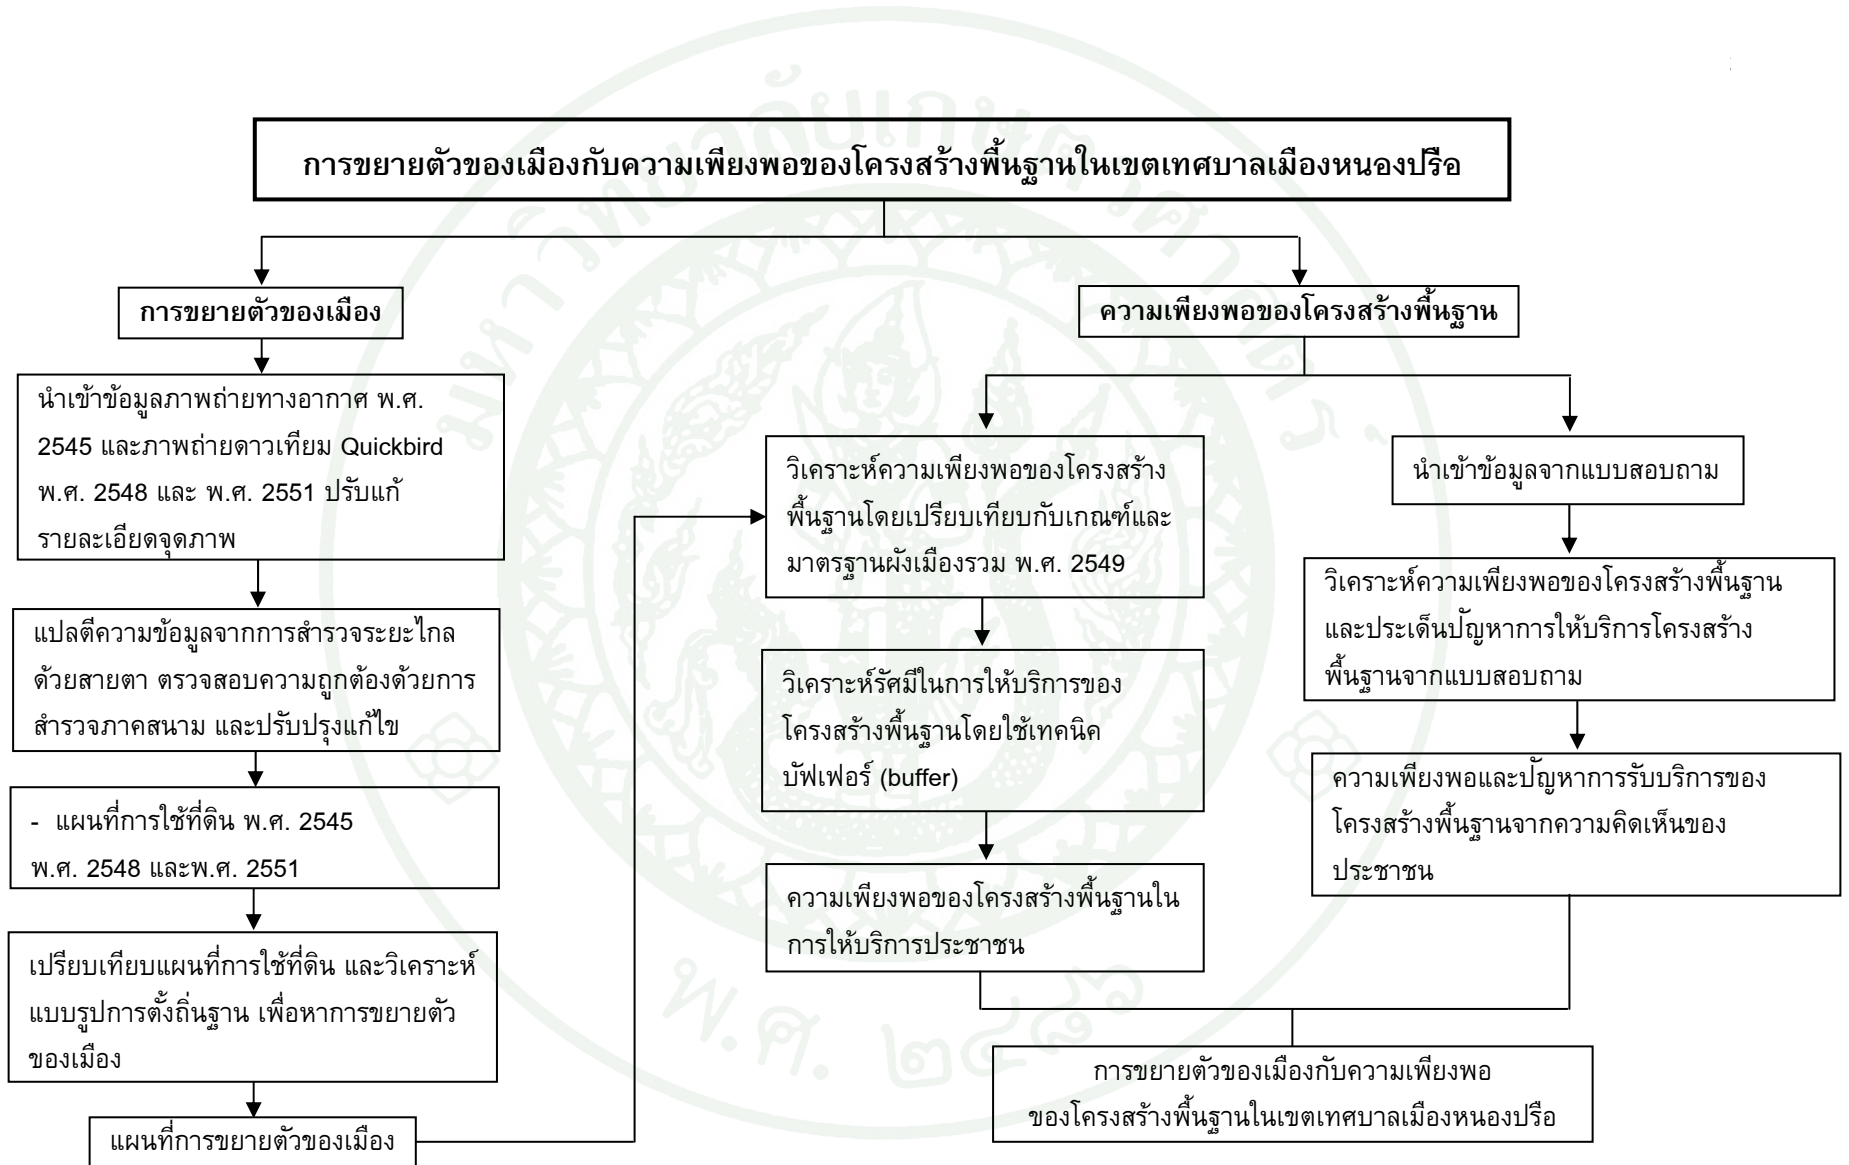 การขยายตัวของเมืองกับความเพียงพอของโครงสร้างพื้นฐานในเขตเทศบาลเมืองหนองปรือ
การขยายตัวของเมือง
นำเข้าข้อมูลภาพถ่ายทางอากาศ พ.ศ.
2545 และภาพถ่ายดาวเทียม Quickbird
พ.ศ. 2548 และ พ.ศ. 2551 ปรับแก้
รายละเอียดจุดภาพ
แปลตีความข้อมูลจากการสำรวจระยะไกล
ด้วยสายตา ตรวจสอบความถูกต้องด้วยการ
สำรวจภาคสนาม และปรับปรุงแก้ไข
- แผนที่การใช้ที่ดิน พ.ศ. 2545
พ.ศ. 2548 และพ.ศ. 2551
เปรียบเทียบแผนที่การใช้ที่ดิน และวิเคราะห์
แบบรูปการตั้งถิ่นฐาน เพื่อหาการขยายตัว
ของเมือง
แผนที่การขยายตัวของเมือง
ความเพียงพอของโครงสร้างพื้นฐาน
วิเคราะห์ความเพียงพอของโครงสร้าง
พื้นฐานโดยเปรียบเทียบกับเกณฑ์และ
มาตรฐานผังเมืองรวม พ.ศ. 2549
วิเคราะห์รัศมีในการให้บริการของ
โครงสร้างพื้นฐานโดยใช้เทคนิค
บัฟเฟอร์ (buffer)
ความเพียงพอของโครงสร้างพื้นฐานใน
การให้บริการประชาชน
นำเข้าข้อมูลจากแบบสอบถาม
วิเคราะห์ความเพียงพอของโครงสร้างพื้นฐาน
และประเด็นปัญหาการให้บริการโครงสร้าง
พื้นฐานจากแบบสอบถาม
ความเพียงพอและปัญหาการรับบริการของ
โครงสร้างพื้นฐานจากความคิดเห็นของ
ประชาชน
การขยายตัวของเมืองกับความเพียงพอ
ของโครงสร้างพื้นฐานในเขตเทศบาลเมืองหนองปรือ
มหาวิทยาลัยเกษตรศาสตร์
พ.ศ. ๒๔๘๖